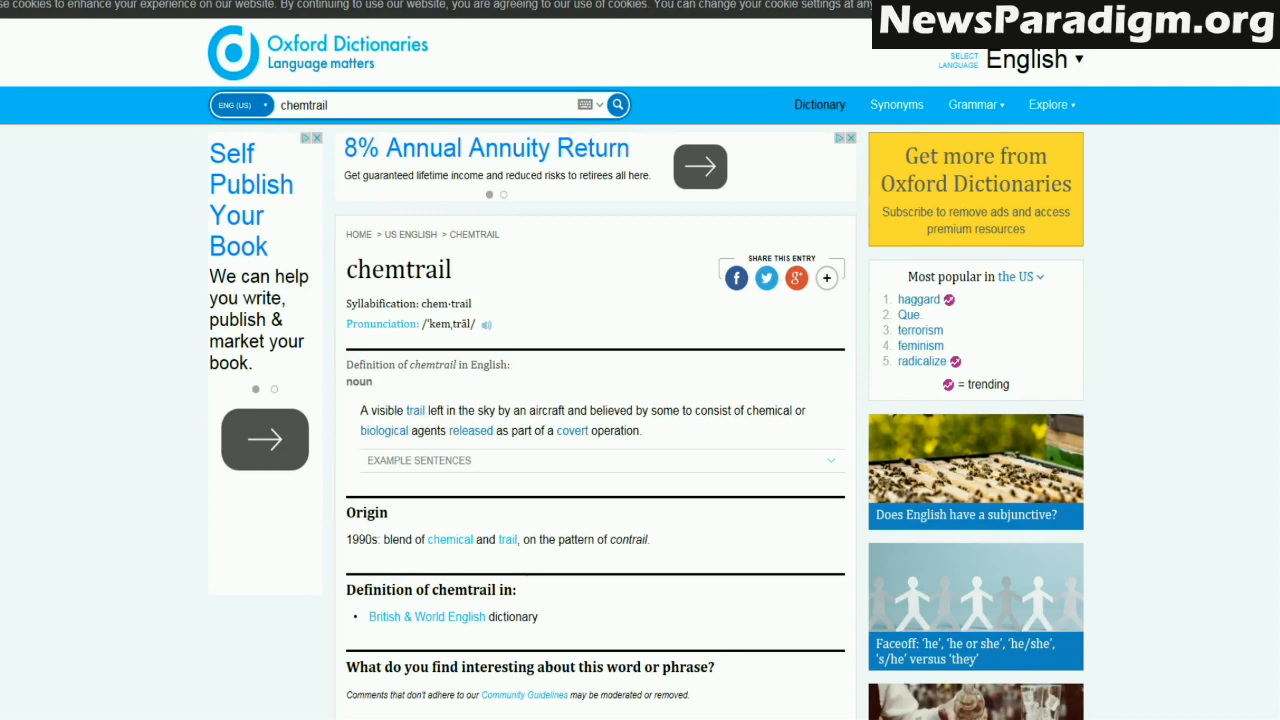 se cookies to enhance your experience on our website. By continuing to use our website, you are agreeing to our use of cookies. You can change your cookie settings at any
NewsParadigm.org
Oxford Dictionaries
Language matters
SELECT LANGUAGE
English
ENG (US)
chemtrail
Dictionary
Synonyms
Grammar
Explore
Self
Publish
Your
Book
We can help
you write,
publish &
market your
book.
8% Annual Annuity Return
Get guaranteed lifetime income and reduced risks to retirees all here.
HOME > US ENGLISH > CHEMTRAIL
chemtrail
SHARE THIS ENTRY
Syllabification: chem·trail
Pronunciation: /ˈkemˌtrāl/
Definition of chemtrail in English:
noun
A visible trail left in the sky by an aircraft and believed by some to consist of chemical or
biological agents released as part of a covert operation.
EXAMPLE SENTENCES
Origin
1990s: blend of chemical and trail, on the pattern of contrail.
Definition of chemtrail in:
• British & World English dictionary
What do you find interesting about this word or phrase?
Comments that don't adhere to our Community Guidelines may be moderated or removed.
Get more from
Oxford Dictionaries
Subscribe to remove ads and access
premium resources
Most popular in the US
1. haggard
2. Que.
3. terrorism
4. feminism
5. radicalize
= trending
Does English have a subjunctive?
Faceoff: 'he', 'he or she', 'he/she',
's/he' versus 'they'